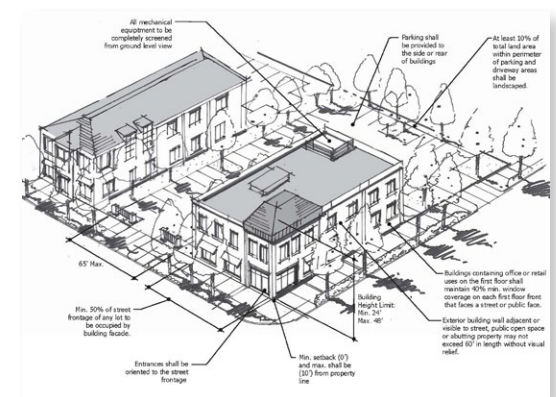 All mechanical
equiptment to be
completely screened
from ground level view
Parking shall
be provided to
the side or rear
of buildings
At least 10% of
total land area
within perimeter
of parking and
driveway areas
shall be
landscaped.
65' Max.
Min. 50% of street
frontage of any lot to
be occupied by
building facade.
Entrances shall be
oriented to the street
frontage
Min. setback (0')
and max. shall be
(10') from property
line
Building
Height Limit:
Min. 24'
Max. 48'
Buildings containing office or retail
uses on the first floor shall
maintain 40% min. window
coverage on each first floor front
that faces a street or public face.
Exterior building wall adjacent or
visible to street, public open space
or abutting property may not
exceed 60' in length without visual
relief.